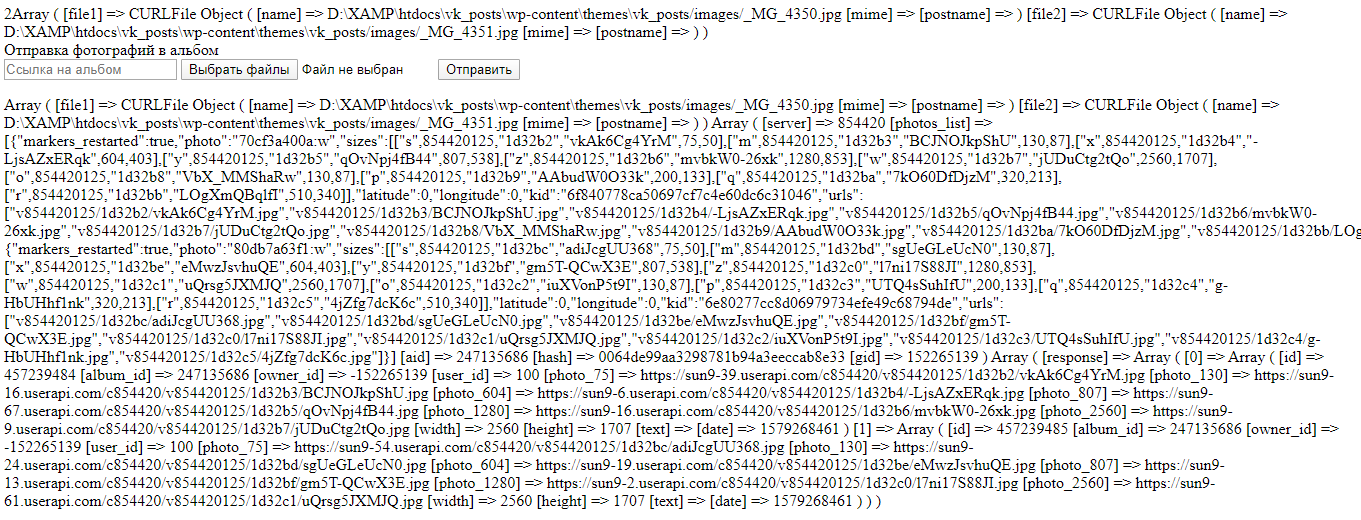 2Array ( [file1] => CURLFile Object ( [name] => D:\XAMP\htdocs\vk_posts\wp-content\themes\vk_posts/images/_MG_4350.jpg [mime] => [postname] => ) [file2] => CURLFile Object ( [name] =>
D:\XAMP\htdocs\vk_posts\wp-content\themes\vk_posts/images/_MG_4351.jpg [mime] => [postname] => ) )
Отправка фотографий в альбом
Ссылка на альбом Выбрать файлы Файл не выбран Отправить
Array ( [file1] => CURLFile Object ( [name] => D:\XAMP\htdocs\vk_posts\wp-content\themes\vk_posts/images/_MG_4350.jpg [mime] => [postname] => ) [file2] => CURLFile Object ( [name] =>
D:\XAMP\htdocs\vk_posts\wp-content\themes\vk_posts/images/_MG_4351.jpg [mime] => [postname] => ) ) Array ( [server] => 854420 [photos_list] =>
[{"markers_restarted":true,"photo":"70cf3a400a:w","sizes":[["s",854420125,"1d32b2","vkAk6Cg4YrM",75,50],["m",854420125,"1d32b3","BCJNOJkpShU",130,87],["x",854420125,"1d32b4","-
LjsAZxERqk",604,403],["y",854420125,"1d32b5","qOvNpj4fB44",807,538],["z",854420125,"1d32b6","mvbkW0-26xk",1280,853],["w",854420125,"1d32b7","jUDuCtg2tQo",2560,1707],
["o",854420125,"1d32b8","VbX_MMShaRw",130,87],["p",854420125,"1d32b9","AAbudW0O33k",200,133],["q",854420125,"1d32ba","7kO60DfDjzM",320,213],
["r",854420125,"1d32bb","LOgXmQBqlfI",510,340]],"latitude":0,"longitude":0,"kid":"6f840778ca50697cf7c4e60dc6c31046","urls":
["v854420125/1d32b2/vkAk6Cg4YrM.jpg","v854420125/1d32b3/BCJNOJkpShU.jpg","v854420125/1d32b4/-LjsAZxERqk.jpg","v854420125/1d32b5/qOvNpj4fB44.jpg","v854420125/1d32b6/mvbkW0-
26xk.jpg","v854420125/1d32b7/jUDuCtg2tQo.jpg","v854420125/1d32b8/VbX_MMShaRw.jpg","v854420125/1d32b9/AAbudW0O33k.jpg","v854420125/1d32ba/7kO60DfDjzM.jpg","v854420125/1d32bb/LOg
{"markers_restarted":true,"photo":"80db7a63f1:w","sizes":[["s",854420125,"1d32bc","adiJcgUU368",75,50],["m",854420125,"1d32bd","sgUeGLeUcN0",130,87],
["x",854420125,"1d32be","eMwzJsvhuQE",604,403],["y",854420125,"1d32bf","gm5T-QCwX3E",807,538],["z",854420125,"1d32c0","l7ni17S88JI",1280,853],
["w",854420125,"1d32c1","uQrsg5JXMJQ",2560,1707],["o",854420125,"1d32c2","iuXVonP5t9I",130,87],["p",854420125,"1d32c3","UTQ4sSuhIfU",200,133],["q",854420125,"1d32c4","g-
HbUHhf1nk",320,213],["r",854420125,"1d32c5","4jZfg7dcK6c",510,340]],"latitude":0,"longitude":0,"kid":"6e80277cc8d06979734efe49c68794de","urls":
["v854420125/1d32bc/adiJcgUU368.jpg","v854420125/1d32bd/sgUeGLeUcN0.jpg","v854420125/1d32be/eMwzJsvhuQE.jpg","v854420125/1d32bf/gm5T-
QCwX3E.jpg","v854420125/1d32c0/l7ni17S88JI.jpg","v854420125/1d32c1/uQrsg5JXMJQ.jpg","v854420125/1d32c2/iuXVonP5t9I.jpg","v854420125/1d32c3/UTQ4sSuhIfU.jpg","v854420125/1d32c4/g-
HbUHhf1nk.jpg","v854420125/1d32c5/4jZfg7dcK6c.jpg"]}] [aid] => 247135686 [hash] => 0064de99aa3298781b94a3eeccab8e33 [gid] => 152265139 ) Array ( [response] => Array ( [0] => Array ( [id] =>
457239484 [album_id] => 247135686 [owner_id] => -152265139 [user_id] => 100 [photo_75] => https://sun9-39.userapi.com/c854420/v854420125/1d32b2/vkAk6Cg4YrM.jpg [photo_130] => https://sun9-
16.userapi.com/c854420/v854420125/1d32b3/BCJNOJkpShU.jpg [photo_604] => https://sun9-6.userapi.com/c854420/v854420125/1d32b4/-LjsAZxERqk.jpg [photo_807] => https://sun9-
67.userapi.com/c854420/v854420125/1d32b5/qOvNpj4fB44.jpg [photo_1280] => https://sun9-16.userapi.com/c854420/v854420125/1d32b6/mvbkW0-26xk.jpg [photo_2560] => https://sun9-
9.userapi.com/c854420/v854420125/1d32b7/jUDuCtg2tQo.jpg [width] => 2560 [height] => 1707 [text] => [date] => 1579268461 ) [1] => Array ( [id] => 457239485 [album_id] => 247135686 [owner_id] =>
-152265139 [user_id] => 100 [photo_75] => https://sun9-54.userapi.com/c854420/v854420125/1d32bc/adiJcgUU368.jpg [photo_130] => https://sun9-
24.userapi.com/c854420/v854420125/1d32bd/sgUeGLeUcN0.jpg [photo_604] => https://sun9-19.userapi.com/c854420/v854420125/1d32be/eMwzJsvhuQE.jpg [photo_807] => https://sun9-
13.userapi.com/c854420/v854420125/1d32bf/gm5T-QCwX3E.jpg [photo_1280] => https://sun9-2.userapi.com/c854420/v854420125/1d32c0/l7ni17S88JI.jpg [photo_2560] => https://sun9-
61.userapi.com/c854420/v854420125/1d32c1/uQrsg5JXMJQ.jpg [width] => 2560 [height] => 1707 [text] => [date] => 1579268461 ) ) )